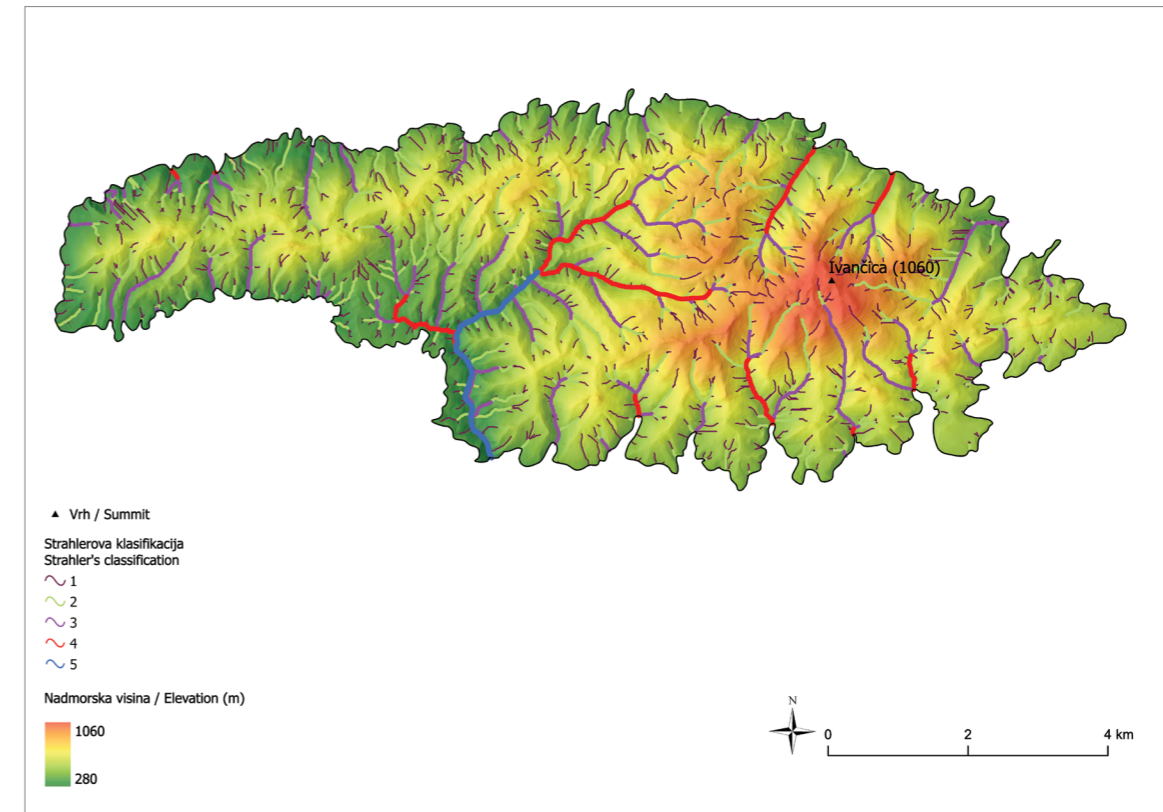 Ivančica (1060)
Vrh / Summit
Strahlerova klasifikacija
Strahler's classification
1
2
3
4
5
Nadmorska visina / Elevation (m)
1060
280
N
0 2 4 km